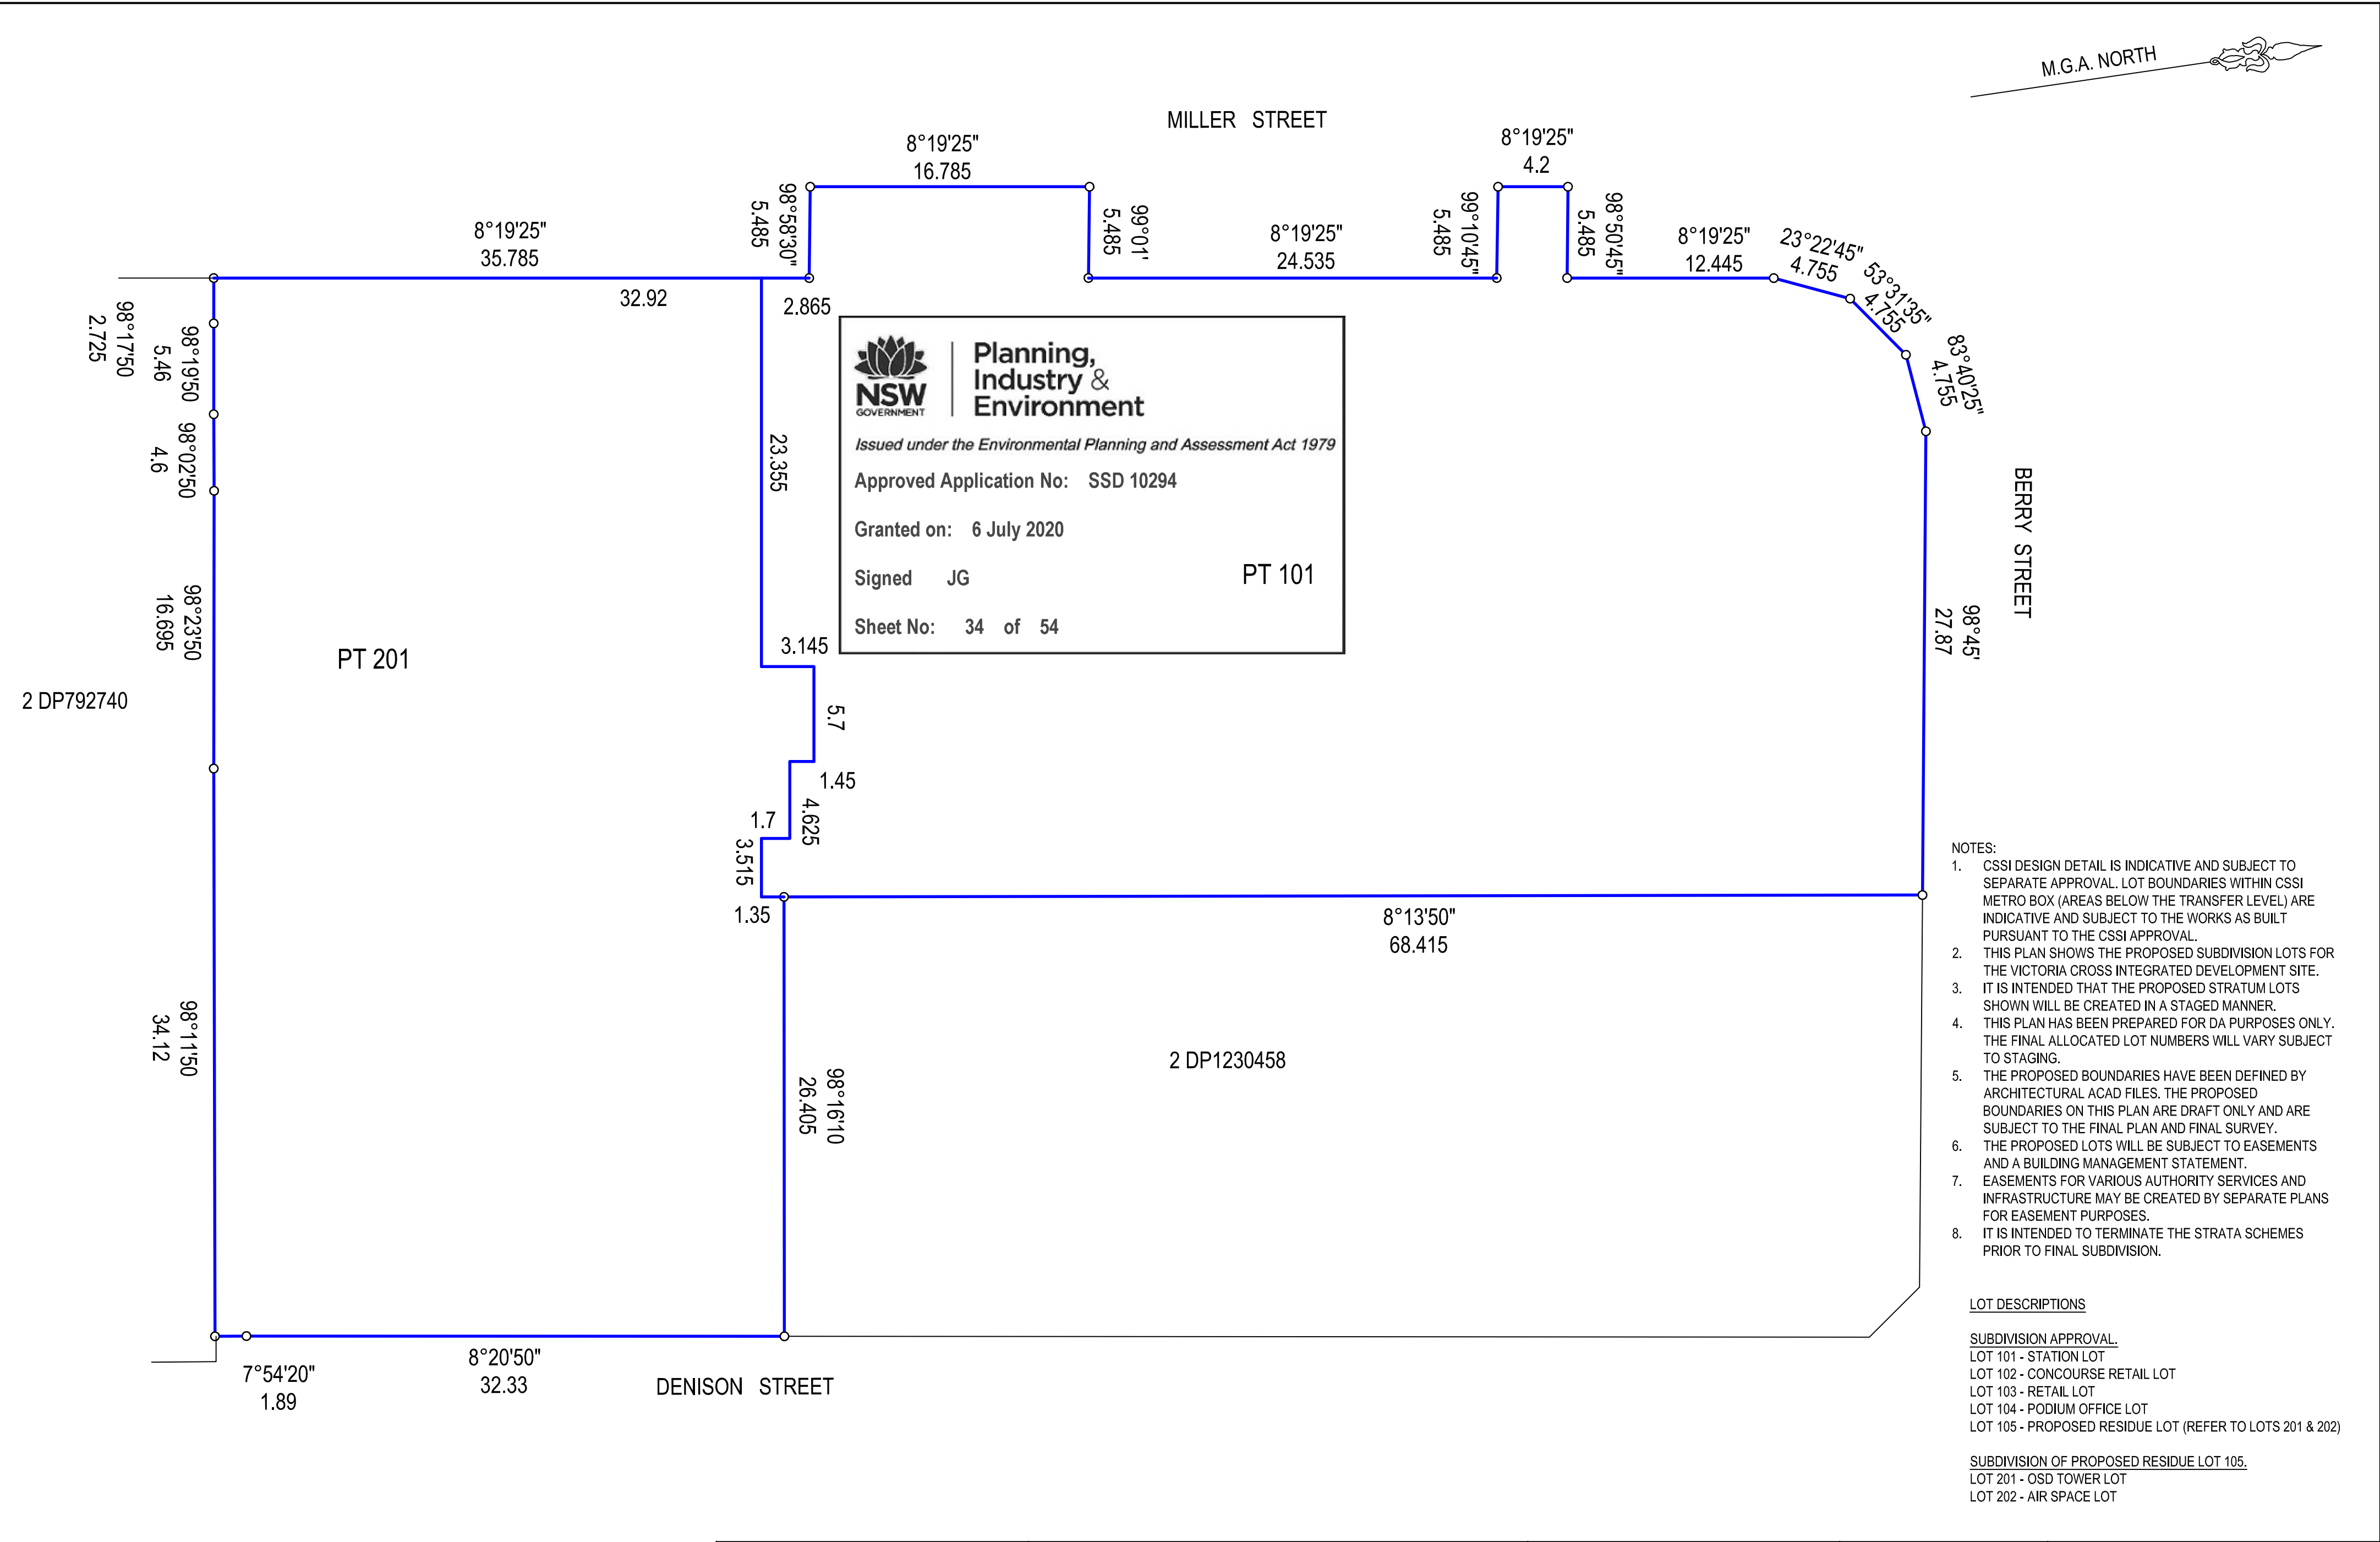 M.G.A. NORTH
MILLER STREET
8°19'25"
16.785
8°19'25"
4.2
98°58'30"
5.485
99°01'
5.485
99°10'45"
5.485
98°50'45"
5.485
8°19'25"
35.785
8°19'25"
24.535
8°19'25"
12.445
23°22'45"
4.755
53°31'35"
4.755
83°40'25"
4.755
32.92
2.865
98°17'50
2.725
98°19'50
5.46
98°02'50
4.6
98°23'50
16.695
98°11'50
34.12
NSW
GOVERNMENT
Planning,
Industry &
Environment
Issued under the Environmental Planning and Assessment Act 1979
Approved Application No: SSD 10294
Granted on: 6 July 2020
Signed JG
Sheet No: 34 of 54
PT 101
23.355
BERRY STREET
98°45'
27.87
PT 201
2 DP792740
3.145
5.7
1.45
4.625
1.7
3.515
1.35
8°13'50"
68.415
98°16'10
26.405
2 DP1230458
7°54'20"
1.89
8°20'50"
32.33
DENISON STREET
NOTES:
1. CSSI DESIGN DETAIL IS INDICATIVE AND SUBJECT TO
SEPARATE APPROVAL. LOT BOUNDARIES WITHIN CSSI
METRO BOX (AREAS BELOW THE TRANSFER LEVEL) ARE
INDICATIVE AND SUBJECT TO THE WORKS AS BUILT
PURSUANT TO THE CSSI APPROVAL.
2. THIS PLAN SHOWS THE PROPOSED SUBDIVISION LOTS FOR
THE VICTORIA CROSS INTEGRATED DEVELOPMENT SITE.
3. IT IS INTENDED THAT THE PROPOSED STRATUM LOTS
SHOWN WILL BE CREATED IN A STAGED MANNER.
4. THIS PLAN HAS BEEN PREPARED FOR DA PURPOSES ONLY.
THE FINAL ALLOCATED LOT NUMBERS WILL VARY SUBJECT
TO STAGING.
5. THE PROPOSED BOUNDARIES HAVE BEEN DEFINED BY
ARCHITECTURAL ACAD FILES. THE PROPOSED
BOUNDARIES ON THIS PLAN ARE DRAFT ONLY AND ARE
SUBJECT TO THE FINAL PLAN AND FINAL SURVEY.
6. THE PROPOSED LOTS WILL BE SUBJECT TO EASEMENTS
AND A BUILDING MANAGEMENT STATEMENT.
7. EASEMENTS FOR VARIOUS AUTHORITY SERVICES AND
INFRASTRUCTURE MAY BE CREATED BY SEPARATE PLANS
FOR EASEMENT PURPOSES.
8. IT IS INTENDED TO TERMINATE THE STRATA SCHEMES
PRIOR TO FINAL SUBDIVISION.
LOT DESCRIPTIONS
SUBDIVISION APPROVAL.
LOT 101 - STATION LOT
LOT 102 - CONCOURSE RETAIL LOT
LOT 103 - RETAIL LOT
LOT 104 - PODIUM OFFICE LOT
LOT 105 - PROPOSED RESIDUE LOT (REFER TO LOTS 201 & 202)
SUBDIVISION OF PROPOSED RESIDUE LOT 105.
LOT 201 - OSD TOWER LOT
LOT 202 - AIR SPACE LOT